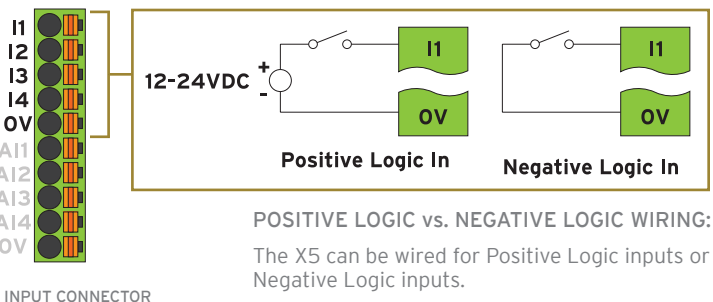 I1
I2
I3
I4
0V
AI1
AI2
AI3
AI4
0V
INPUT CONNECTOR
12-24VDC
+
-
I1
0V
Positive Logic In
I1
0V
Negative Logic In
POSITIVE LOGIC vs. NEGATIVE LOGIC WIRING:
The X5 can be wired for Positive Logic inputs or
Negative Logic inputs.